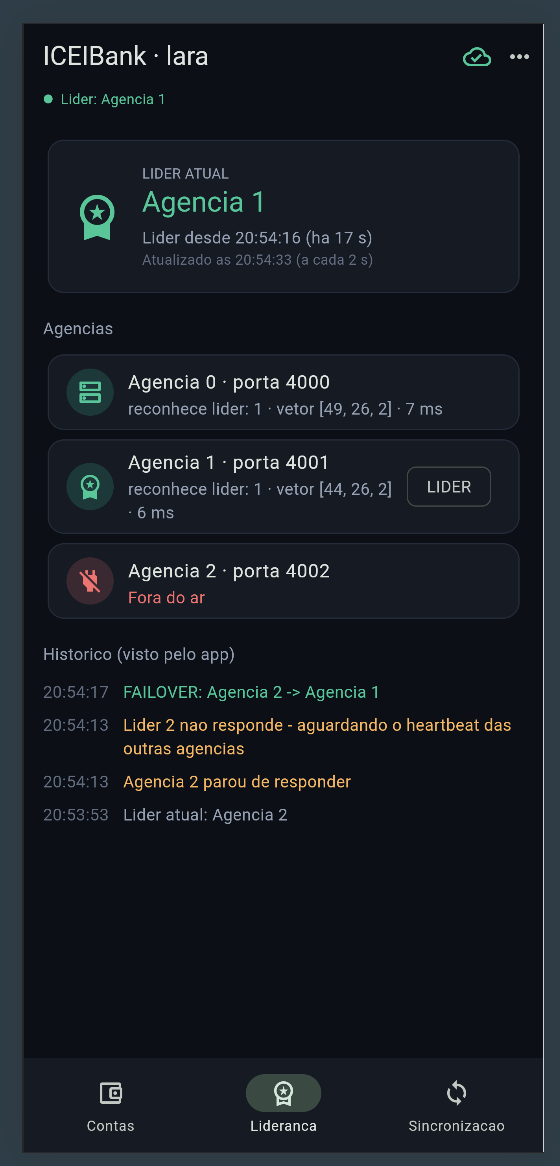 ICEIBank · lara
Lider: Agencia 1
LIDER ATUAL
Agencia 1
Lider desde 20:54:16 (ha 17 s)
Atualizado as 20:54:33 (a cada 2 s)
Agencias
Agencia 0 · porta 4000
reconhece lider: 1 · vetor [49, 26, 2] · 7 ms
Agencia 1 · porta 4001
reconhece lider: 1 · vetor [44, 26, 2]
· 6 ms
LIDER
Agencia 2 · porta 4002
Fora do ar
Historico (visto pelo app)
20:54:17 FAILOVER: Agencia 2 -> Agencia 1
20:54:13 Lider 2 nao responde - aguardando o heartbeat das
outras agencias
20:54:13 Agencia 2 parou de responder
20:53:53 Lider atual: Agencia 2
Contas
Lideranca
Sincronizacao